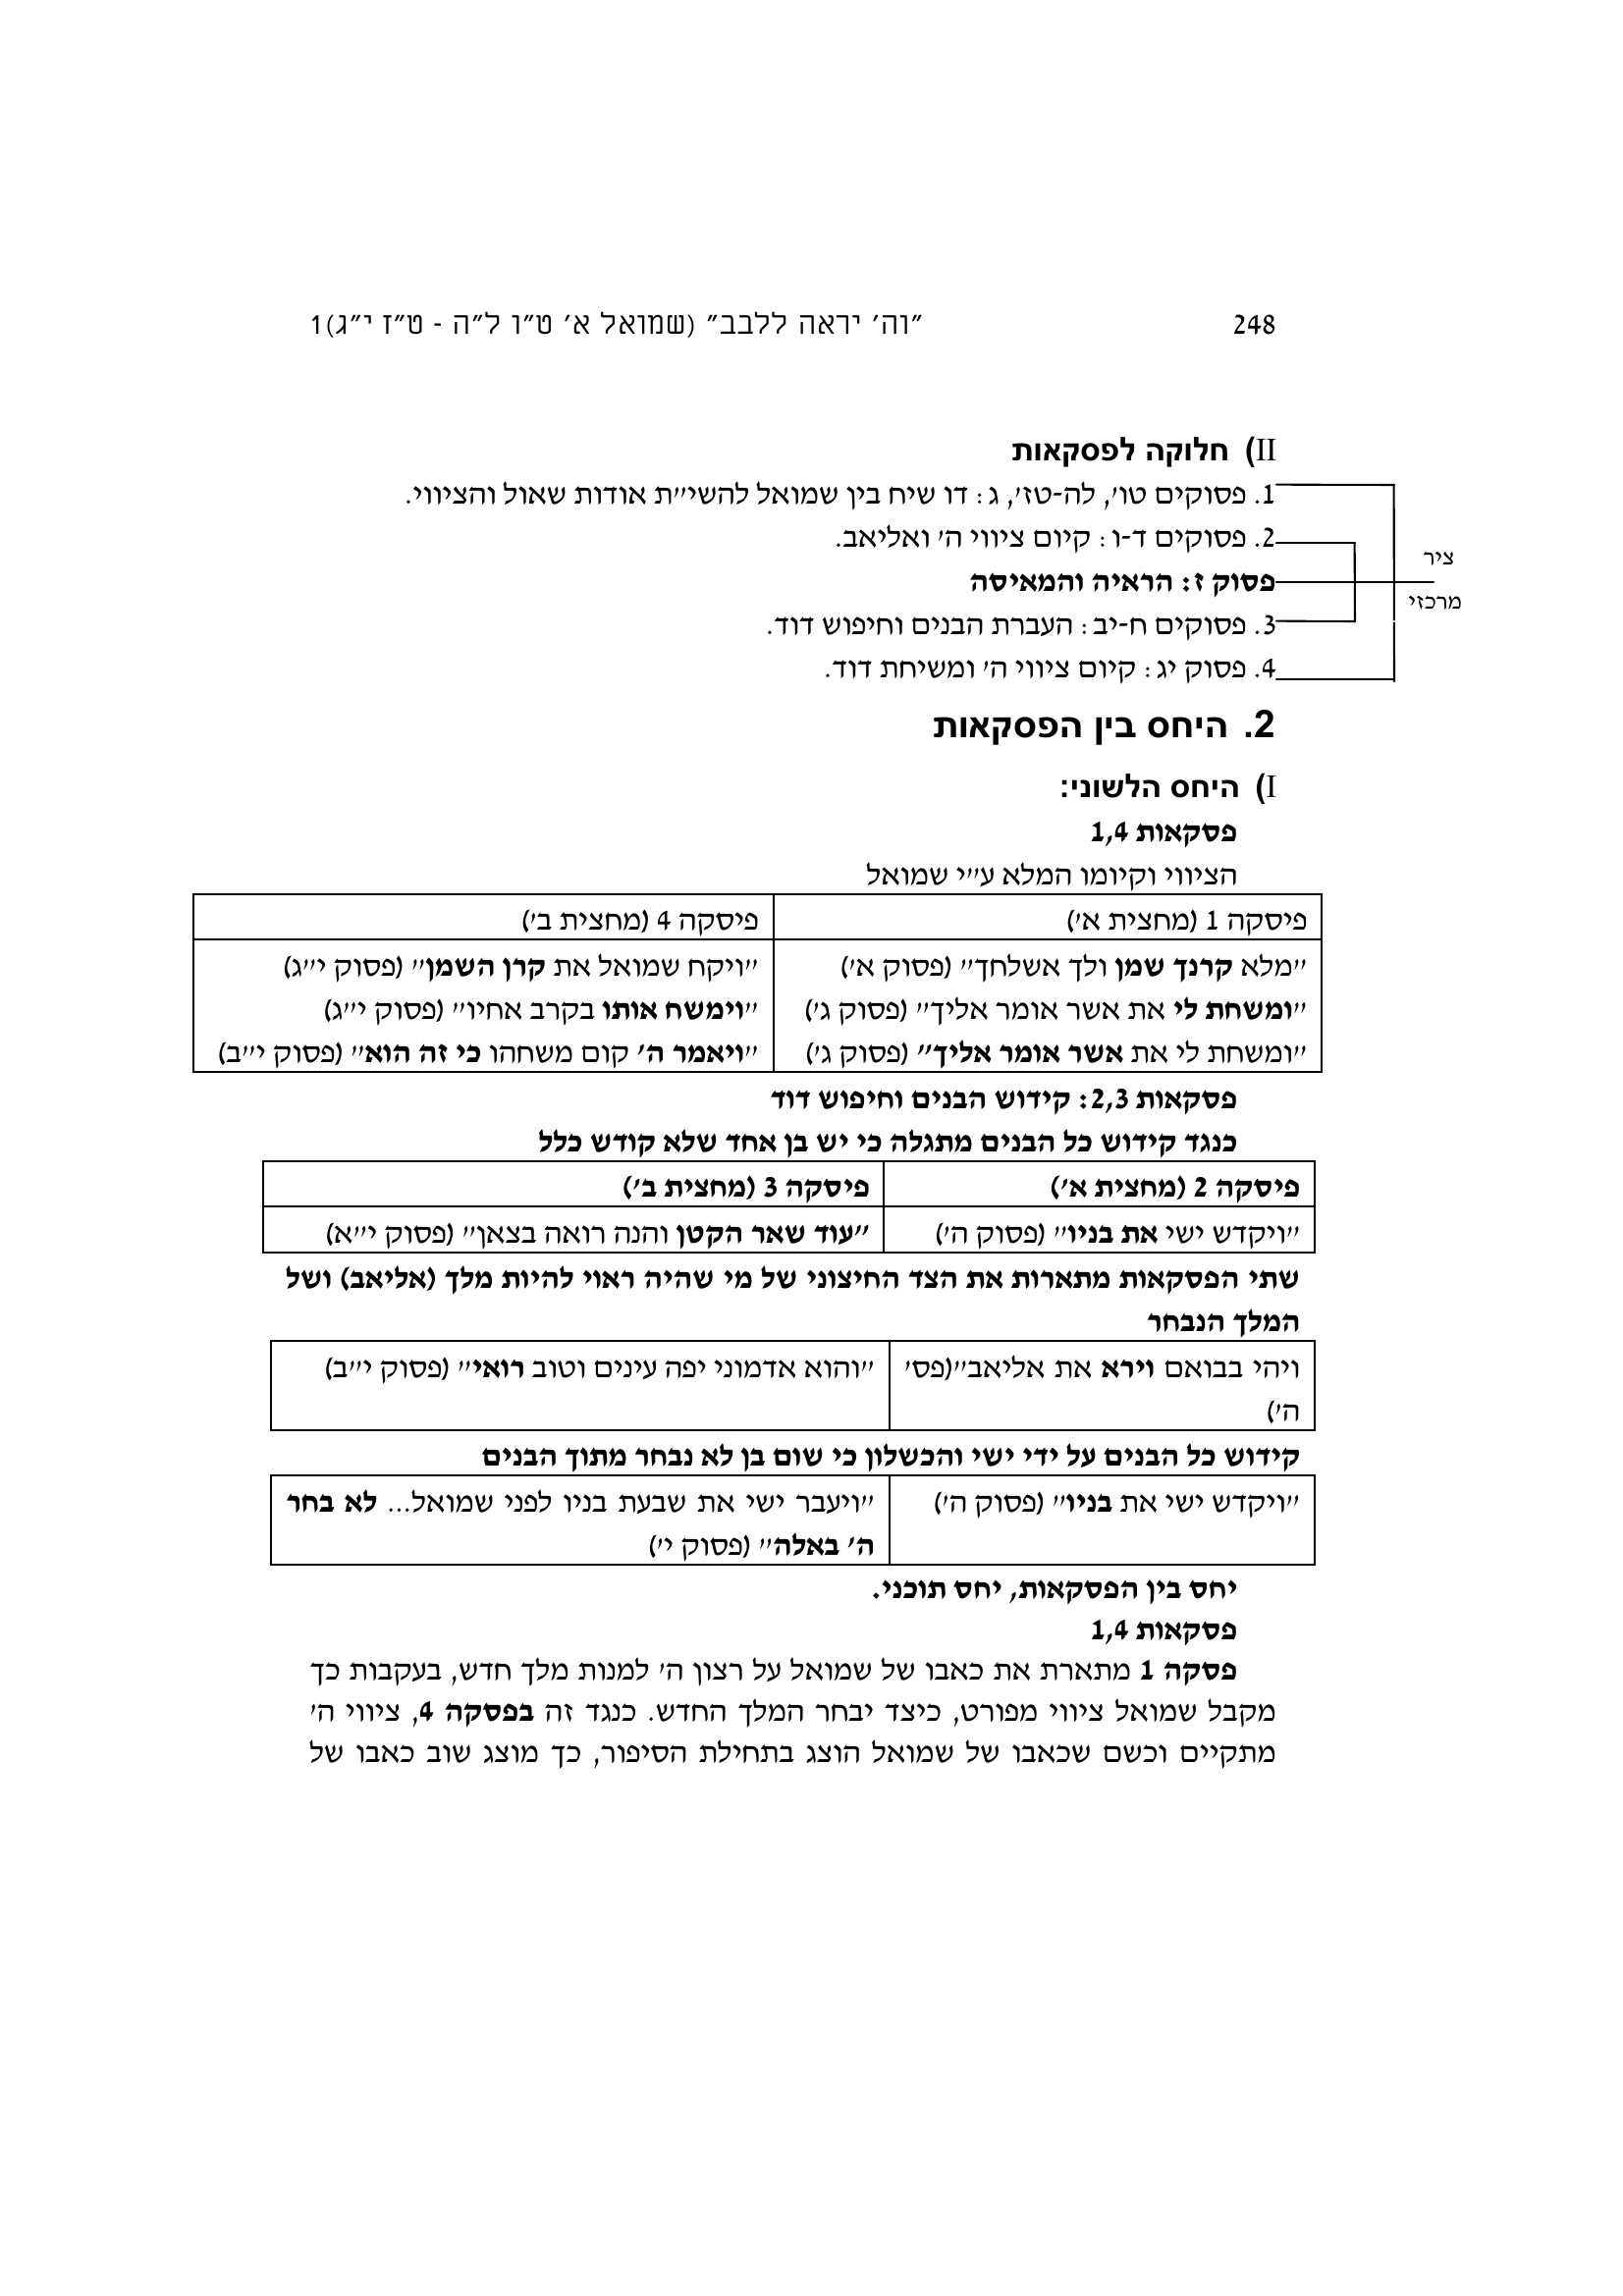 248 "וה' יראה ללבב" (שמואל א' ט"ו ל"ה - ט"ז י"ג)1
II) חלוקה לפסקאות
1. פסוקים טו', לה-טז', ג: דו שיח בין שמואל להשי"ת אודות שאול והציווי.
2. פסוקים ד-ו: קיום ציווי ה' ואליאב.
ציר
פסוק ז: הראיה והמאיסה
מרכזי
3. פסוקים ח-יב: העברת הבנים וחיפוש דוד.
4. פסוק יג: קיום ציווי ה' ומשיחת דוד.
2. היחס בין הפסקאות
I) היחס הלשוני:
פסקאות 1,4
הציווי וקיומו המלא ע"י שמואל
פיסקה 1 (מחצית א') פיסקה 4 (מחצית ב')
"מלא קרנך שמן ולך אשלחך" (פסוק א') "ויקח שמואל את קרן השמן" (פסוק י"ג)
"ומשחת לי את אשר אומר אליך" (פסוק ג') "וימשח אותו בקרב אחיו" (פסוק י"ג)
"ומשחת לי את אשר אומר אליך" (פסוק ג') "ויאמר ה' קום משחהו כי זה הוא" (פסוק י"ב)
פסקאות 2,3: קידוש הבנים וחיפוש דוד
כנגד קידוש כל הבנים מתגלה כי יש בן אחד שלא קודש כלל
פיסקה 2 (מחצית א') פיסקה 3 (מחצית ב')
"ויקדש ישי את בניו" (פסוק ה') "עוד שאר הקטן והנה רואה בצאן" (פסוק י"א)
שתי הפסקאות מתארות את הצד החיצוני של מי שהיה ראוי להיות מלך (אליאב) ושל
המלך הנבחר
ויהי בבואם וירא את אליאב"(פס' "והוא אדמוני יפה עינים וטוב רואי" (פסוק י"ב)
ה')
קידוש כל הבנים על ידי ישי והכשלון כי שום בן לא נבחר מתוך הבנים
"ויקדש ישי את בניו" (פסוק ה') "ויעבר ישי את שבעת בניו לפני שמואל... לא בחר
ה' באלה" (פסוק י')
יחס בין הפסקאות, יחס תוכני.
פסקאות 1,4
פסקה 1 מתארת את כאבו של שמואל על רצון ה' למנות מלך חדש, בעקבות כך
מקבל שמואל ציווי מפורט, כיצד יבחר המלך החדש. כנגד זה בפסקה 4, ציווי ה'
מתקיים וכשם שכאבו של שמואל הוצג בתחילת הסיפור, כך מוצג שוב כאבו של